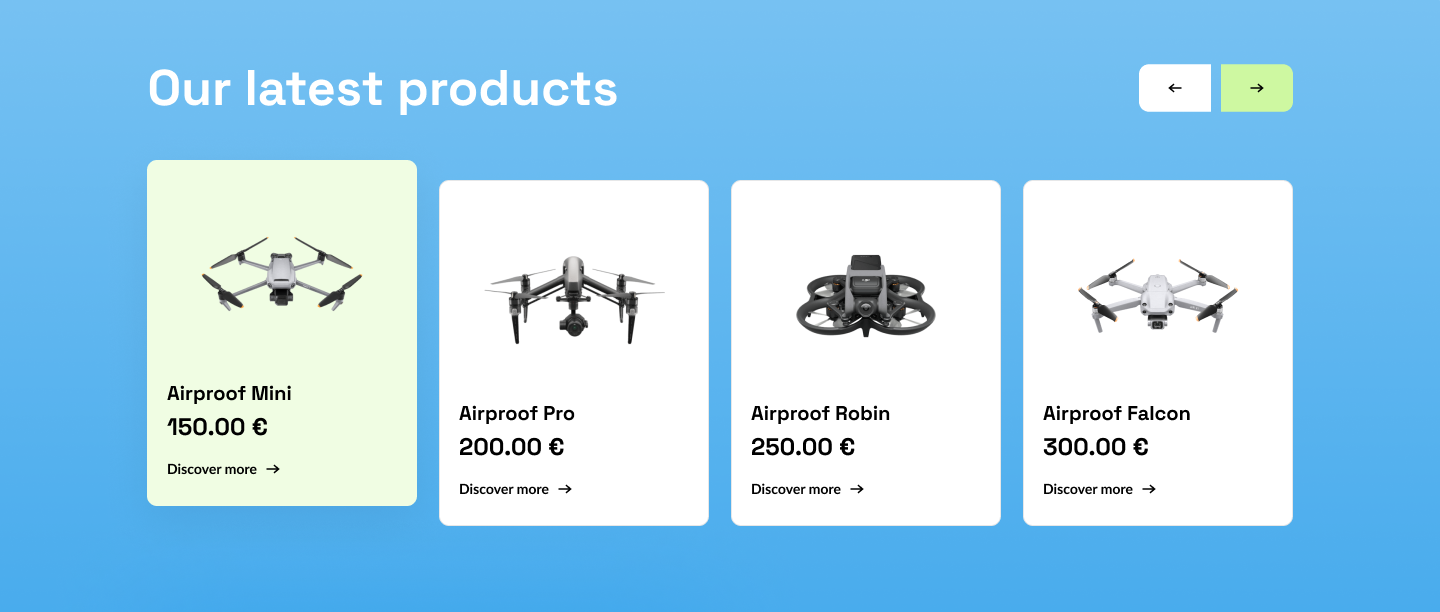 Our latest products
Airproof Mini
150.00 €
Discover more
Airproof Pro
200.00 €
Discover more
Airproof Robin
250.00 €
Discover more
Airproof Falcon
300.00 €
Discover more